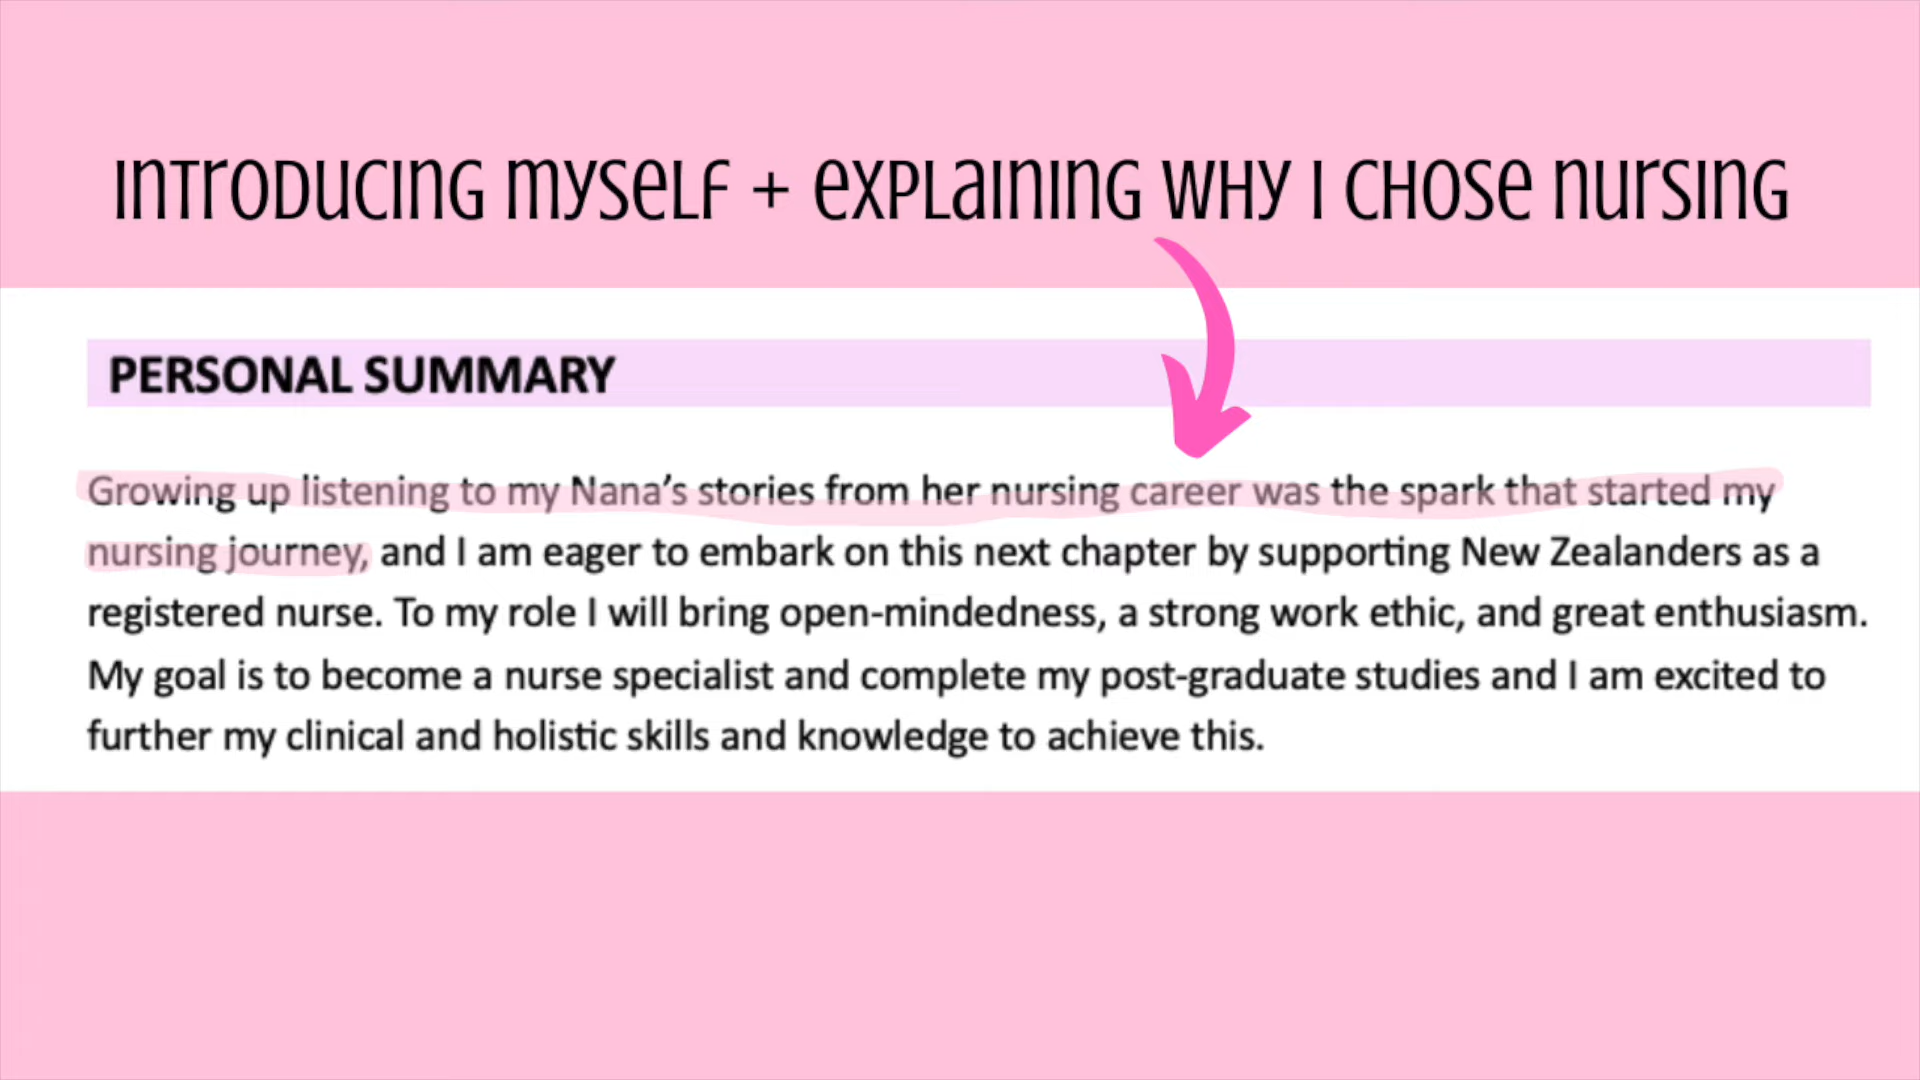 Introducing myself + explaining why I chose nursing
PERSONAL SUMMARY
Growing up listening to my Nana’s stories from her nursing career was the spark that started my
nursing journey, and I am eager to embark on this next chapter by supporting New Zealanders as a
registered nurse. To my role I will bring open-mindedness, a strong work ethic, and great enthusiasm.
My goal is to become a nurse specialist and complete my post-graduate studies and I am excited to
further my clinical and holistic skills and knowledge to achieve this.